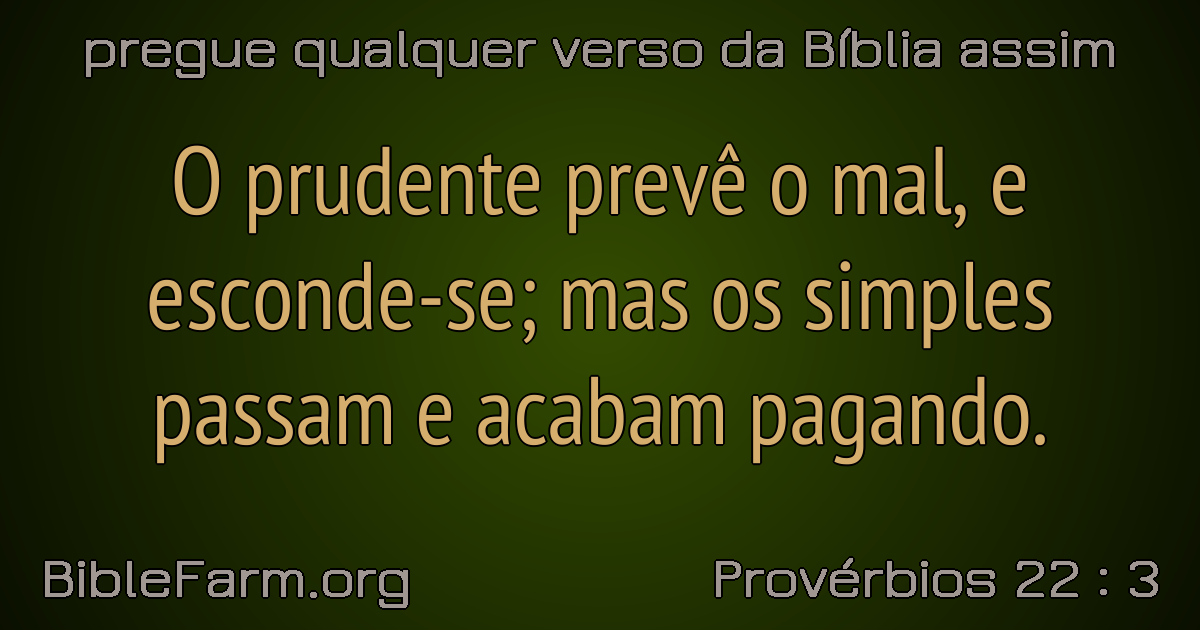 pregue qualquer verso da Bíblia assim
O prudente prevê o mal, e
esconde-se; mas os simples
passam e acabam pagando.
BibleFarm.org
Provérbios 22 : 3